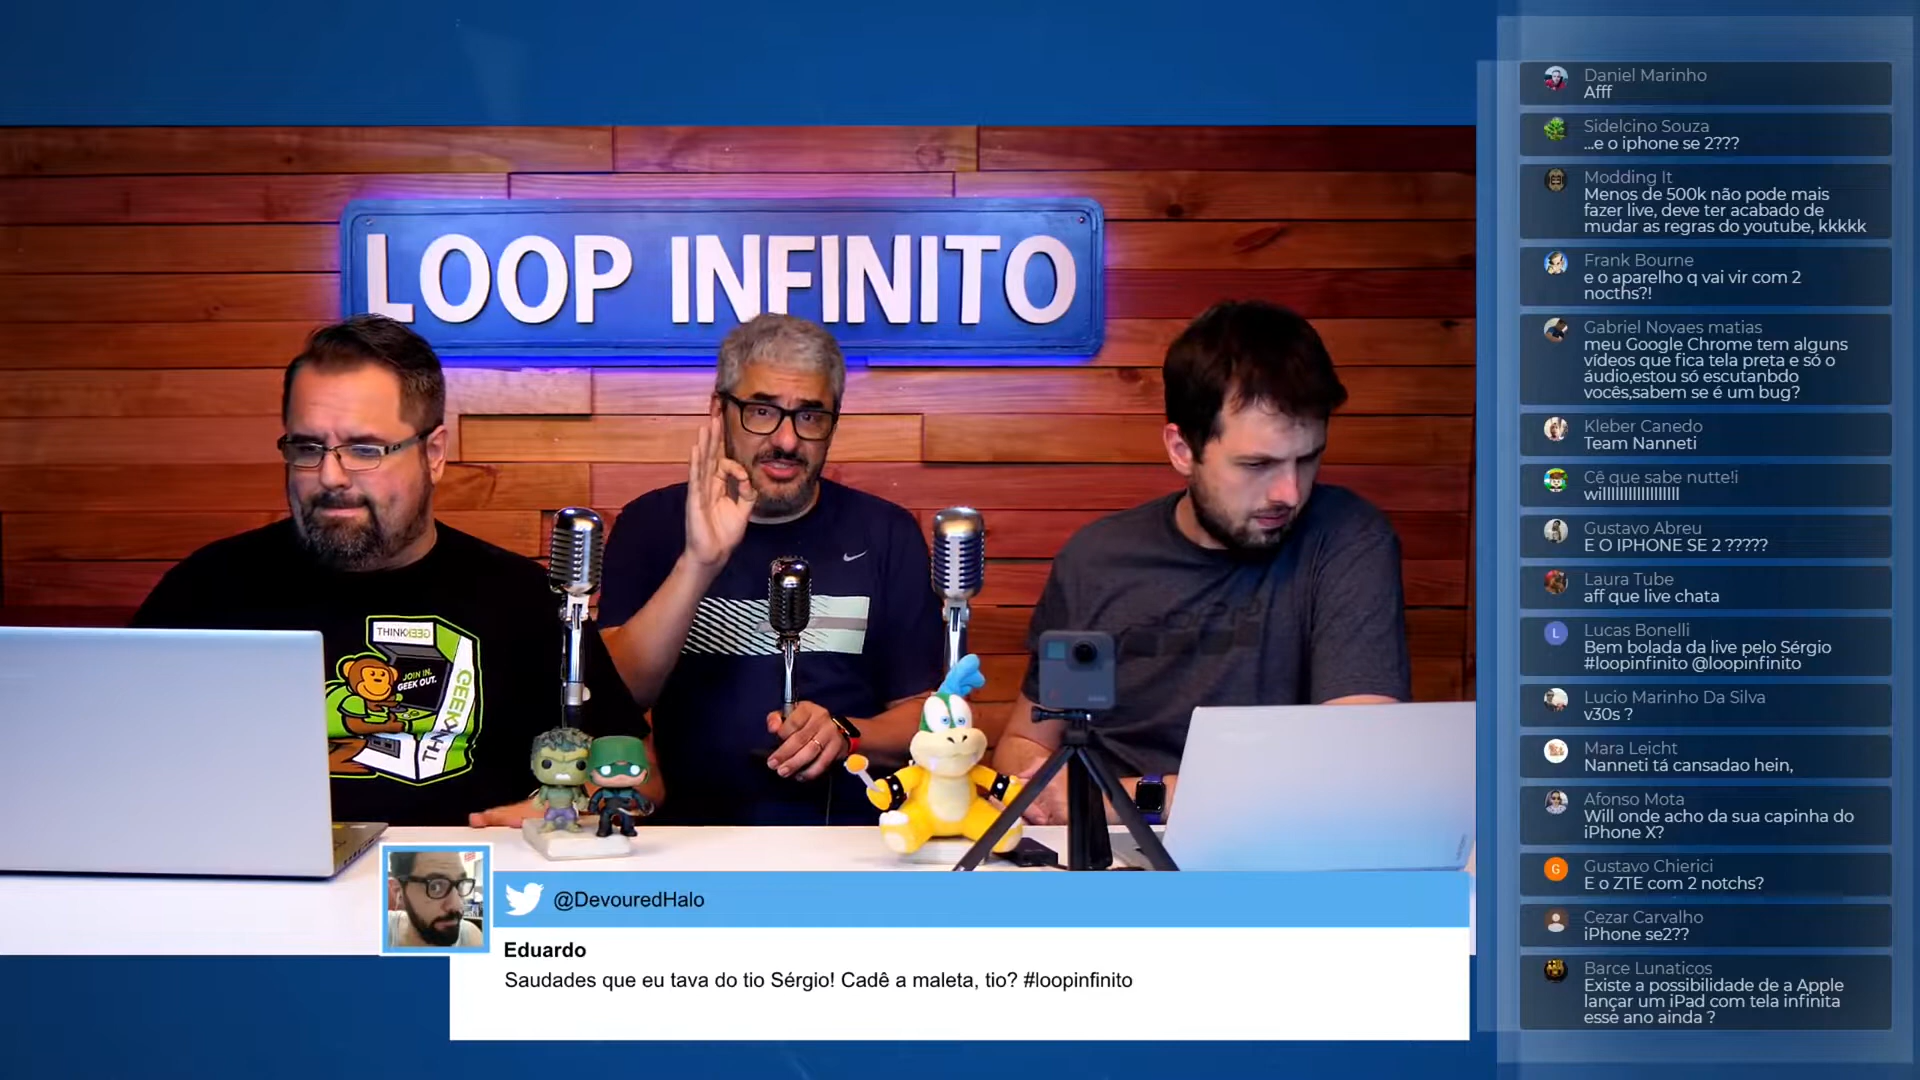 LOOP INFINITO
THINKGEEK
JOIN IN.
GEEK OUT.
@DevouredHalo
Eduardo
Saudades que eu tava do tio Sérgio! Cadê a maleta, tio? #loopinfinito
Daniel Marinho
Afff
Sidelcino Souza
...e o iphone se 2????
Modding It
Menos de 500k não pode mais
fazer live, deve ter acabado de
mudar as regras do youtube, kkkkk
Frank Bourne
e o aparelho q vai vir com 2
nocths?!
Gabriel Novaes matias
meu Google Chrome tem alguns
vídeos que fica tela preta e só o
áudio,estou só escutanbdo
vocês,sabem se é um bug?
Kleber Canedo
Team Nanneti
Cê que sabe nutte!i
Gustavo Abreu
E O IPHONE SE 2 ?????
Laura Tube
aff que live chata
L
Lucas Bonelli
Bem bolada da live pelo Sérgio
#loopinfinito @loopinfinito
Lucio Marinho Da Silva
v30s ?
Mara Leicht
Nanneti tá cansadao hein,
Afonso Mota
Will onde acho da sua capinha do
iPhone X?
G
Gustavo Chierici
E o ZTE com 2 notchs?
Cezar Carvalho
iPhone se2??
Barce Lunaticos
Existe a possibilidade de a Apple
lançar um iPad com tela infinita
esse ano ainda ?